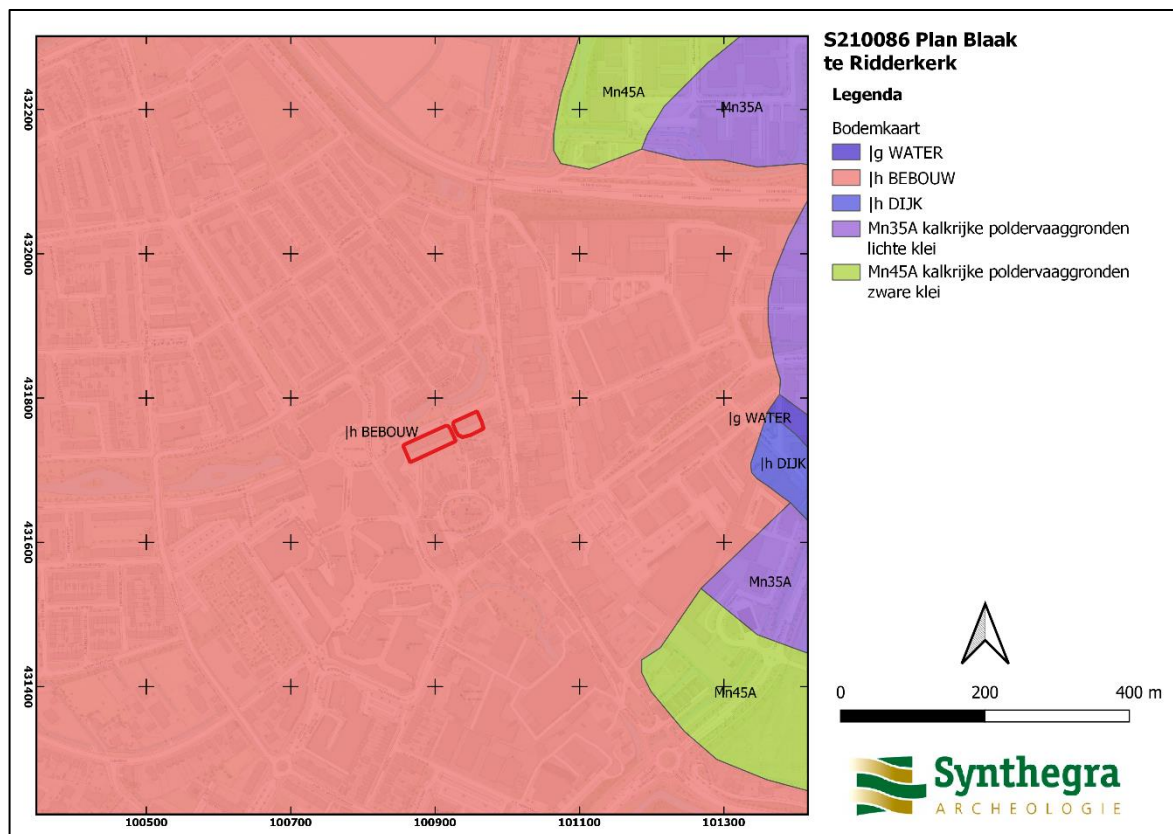 S210086 Plan Blaak
te Ridderkerk
Legenda
Bodemkaart
|g WATER
|h BEBOUW
|h DIJK
Mn35A kalkrijke poldervaaggronden
lichte klei
Mn45A kalkrijke poldervaaggronden
zware klei
Mn45A
Mn35A
|g WATER
|h BEBOUW
|h DIJK
Mn35A
Mn45A
432200
432000
431800
431600
431400
100500
100700
100900
101100
101300
0
200
400 m
Synthegra
ARCHEOLOGIE